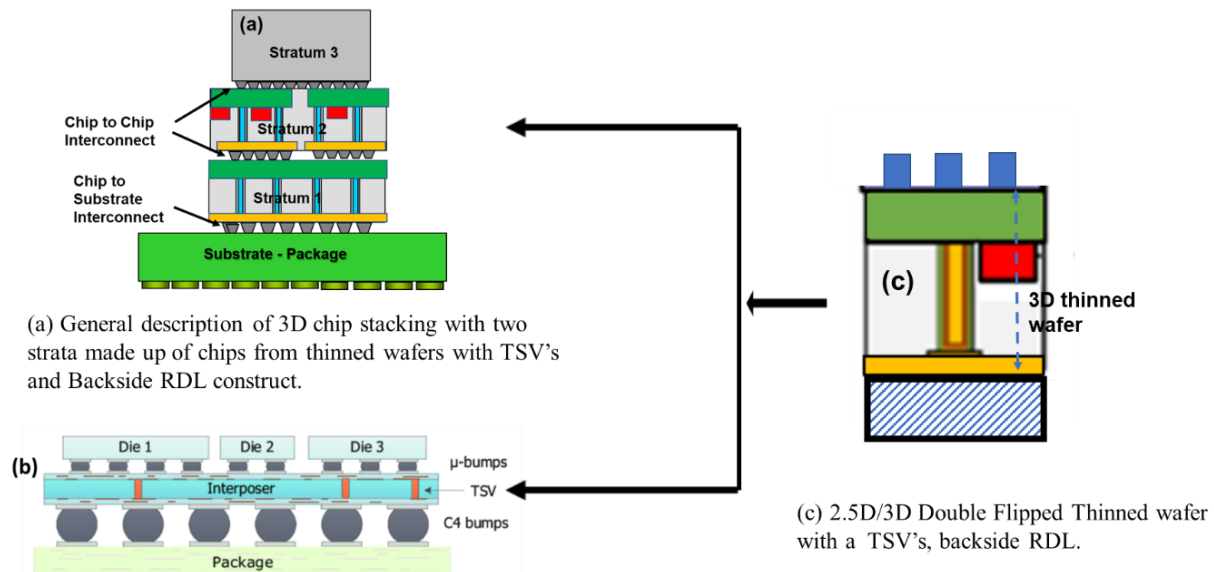 (a)
Stratum 3
Chip to Chip
Interconnect
Stratum 2
Chip to
Substrate
Interconnect
Stratum 1
Substrate - Package
(a) General description of 3D chip stacking with two
strata made up of chips from thinned wafers with TSV's
and Backside RDL construct.
(b)
Die 1
Die 2
Die 3
μ-bumps
Interposer
TSV
C4 bumps
Package
(c)
3D thinned
wafer
(c) 2.5D/3D Double Flipped Thinned wafer
with a TSV's, backside RDL.